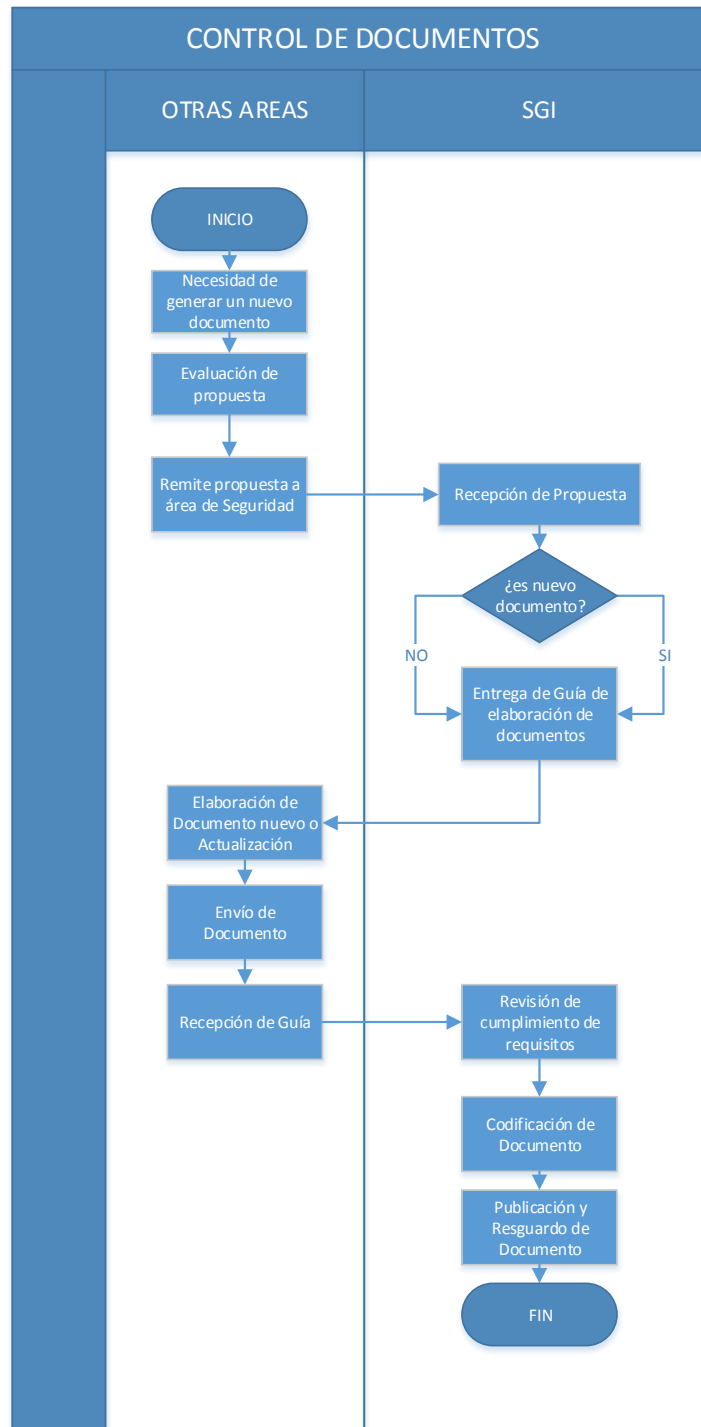 CONTROL DE DOCUMENTOS
OTRAS AREAS
SGI
INICIO
Necesidad de
generar un nuevo
documento
Evaluación de
propuesta
Remite propuesta a
área de Seguridad
Recepción de Propuesta
¿es nuevo
documento?
NO
SI
Entrega de Guía de
elaboración de
documentos
Elaboración de
Documento nuevo o
Actualización
Envío de
Documento
Recepción de Guía
Revisión de
cumplimiento de
requisitos
Codificación de
Documento
Publicación y
Resguardo de
Documento
FIN